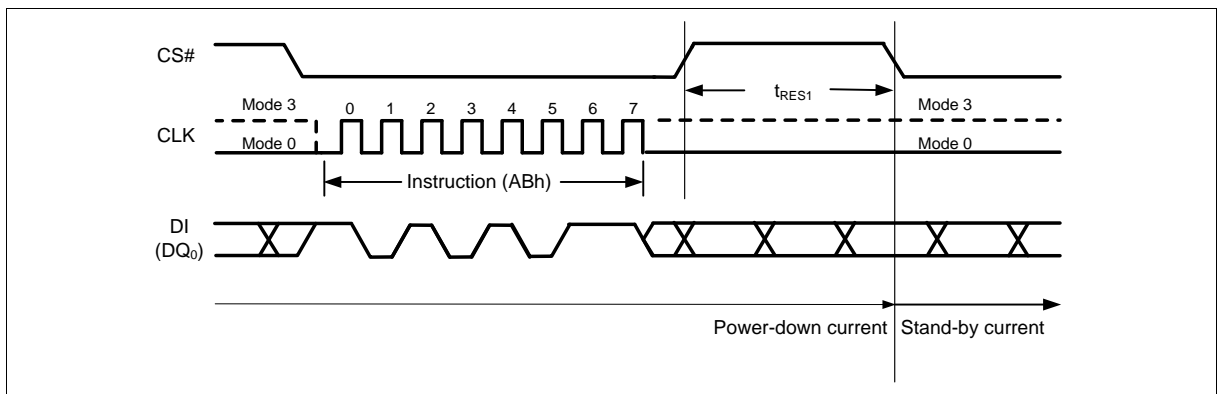 CS#
tRES1
Mode 3
0 1 2 3 4 5 6 7
Mode 3
CLK
Mode 0
Mode 0
Instruction (ABh)
DI
(DQ0)
Power-down current
Stand-by current